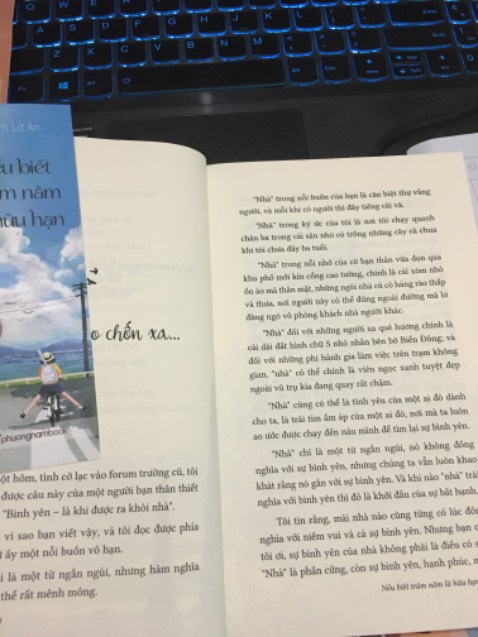 m Lữ Ân
ếu biết
m năm
hữu hạn
phuongnambook
o chốn xa...
ột hôm, tình cờ lạc vào forum trường cũ, tôi
được câu này của một người bạn thân thiết
"Bình yên – là khi được ra khỏi nhà".
vì sao bạn viết vậy, và tôi đọc được phía
ấy một nỗi buồn vô hạn.
i là một từ ngắn ngủi, nhưng hàm nghĩa
thể rất mênh mông.
"Nhà" trong nỗi buồn của bạn là căn biệt thự vắng
người, và mỗi khi có người thì đầy tiếng cãi vã.
"Nhà" trong ký ức của tôi là nơi tôi chạy quanh
chân ba trong cái sân nhỏ có trồng những cây cà chua
khi tôi chưa đầy ba tuổi.
"Nhà" trong nỗi nhớ của cô bạn thân vừa dọn qua
khu phố mới kín cổng cao tường, chính là cái xóm nhỏ
ồn ào mà thân mật, những ngôi nhà cũ có hàng rào thấp
và thưa, nơi người này có thể đứng ngoài đường mà lơ
đãng ngó vô phòng khách nhà người khác.
"Nhà" đối với những người xa quê hương chính là
cái dải đất hình chữ S nhỏ nhắn bên bờ Biển Đông; và
đối với những phi hành gia làm việc trên trạm không
gian, "nhà" có thể chính là viên ngọc xanh tuyệt đẹp
ngoài vũ trụ kia đang quay rất chậm.
"Nhà" cũng có thể là tình yêu của một ai đó dành
cho ta, là trái tim ấm áp của một ai đó, nơi mà ta luôn
ao ước được chạy đến náu mình để tìm lại sự bình yên.
"Nhà" chỉ là một từ ngắn ngủi, nó không đồng
nghĩa với sự bình yên, nhưng chúng ta vẫn luôn khao
khát rằng nó gắn với sự bình yên. Và khi nào "nhà" trái
nghĩa với bình yên thì đó là khởi đầu của sự bất hạnh.
Tôi tin rằng, mái nhà nào cũng từng có lúc đồn
nghĩa với niềm vui và cả sự bình yên. Nhưng bạn c
tôi ơi, sự bình yên của nhà không phải là điều có s
"Nhà" là phần cứng, còn sự bình yên, hạnh phúc, n
Nếu biết trăm năm là hữu hạn